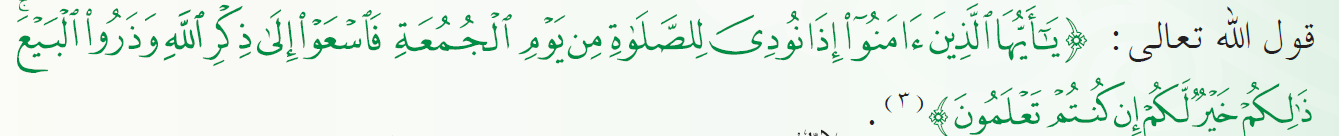 قول الله تعالى: ﴿يَٰٓأَيُّهَا ٱلَّذِينَ ءَامَنُوٓاْ إِذَا نُودِيَ لِلصَّلَوٰةِ مِن يَوۡمِ ٱلۡجُمُعَةِ فَٱسۡعَوۡاْ إِلَىٰ ذِكۡرِ ٱللَّهِ وَذَرُواْ ٱلۡبَيۡعَۚ
ذَٰلِكُمۡ خَيۡرٞ لَّكُمۡ إِن كُنتُمۡ تَعۡلَمُونَ﴾(٣).